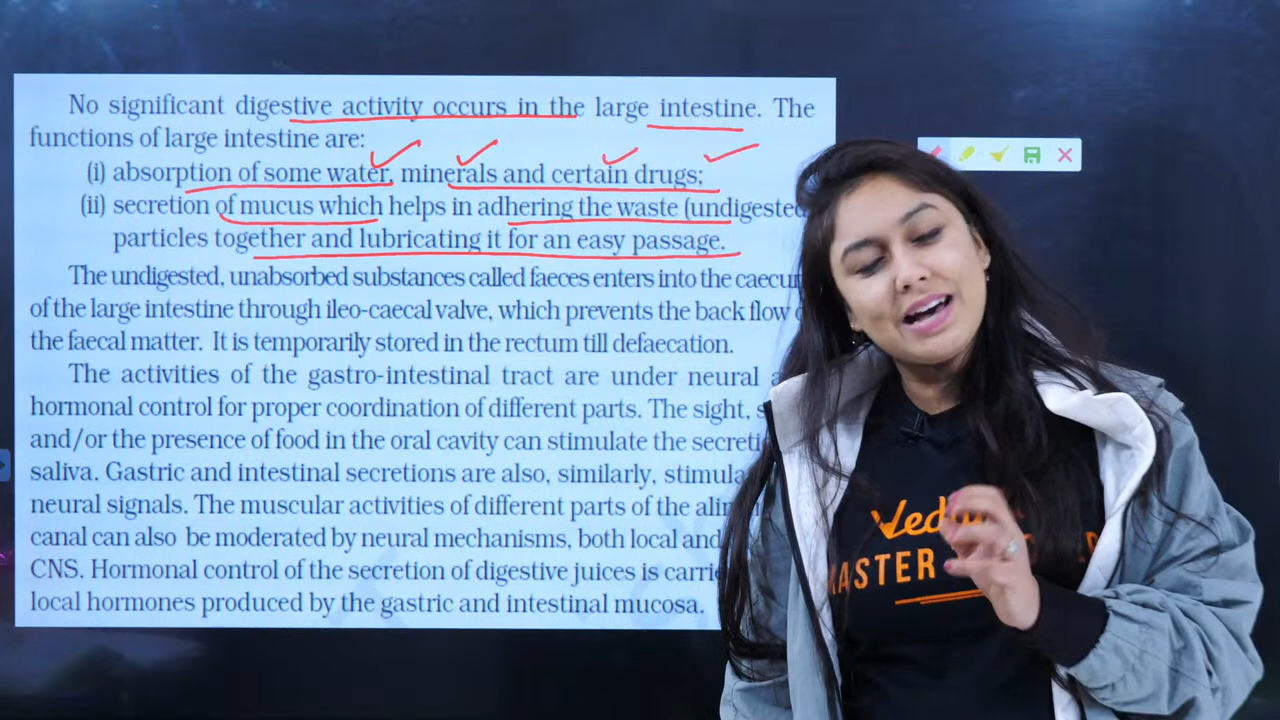 No significant digestive activity occurs in the large intestine. The
functions of large intestine are:
(i) absorption of some water, minerals and certain drugs;
(ii) secretion of mucus which helps in adhering the waste (undigested
particles together and lubricating it for an easy passage.
The undigested, unabsorbed substances called faeces enters into the
of the large intestine through ileo-caecal valve, which prevents the back flow
the faecal matter. It is temporarily stored in the rectum till defaecation.
The activities of the gastro-intestinal tract are under neural
hormonal control for proper coordination of different parts. The sight,
and/or the presence of food in the oral cavity can stimulate the
saliva. Gastric and intestinal secretions are also, similarly,
neural signals. The muscular activities of different parts of the
canal can also be moderated by neural mechanisms, both local and
CNS. Hormonal control of the secretion of digestive juices is
local hormones produced by the gastric and intestinal mucosa.